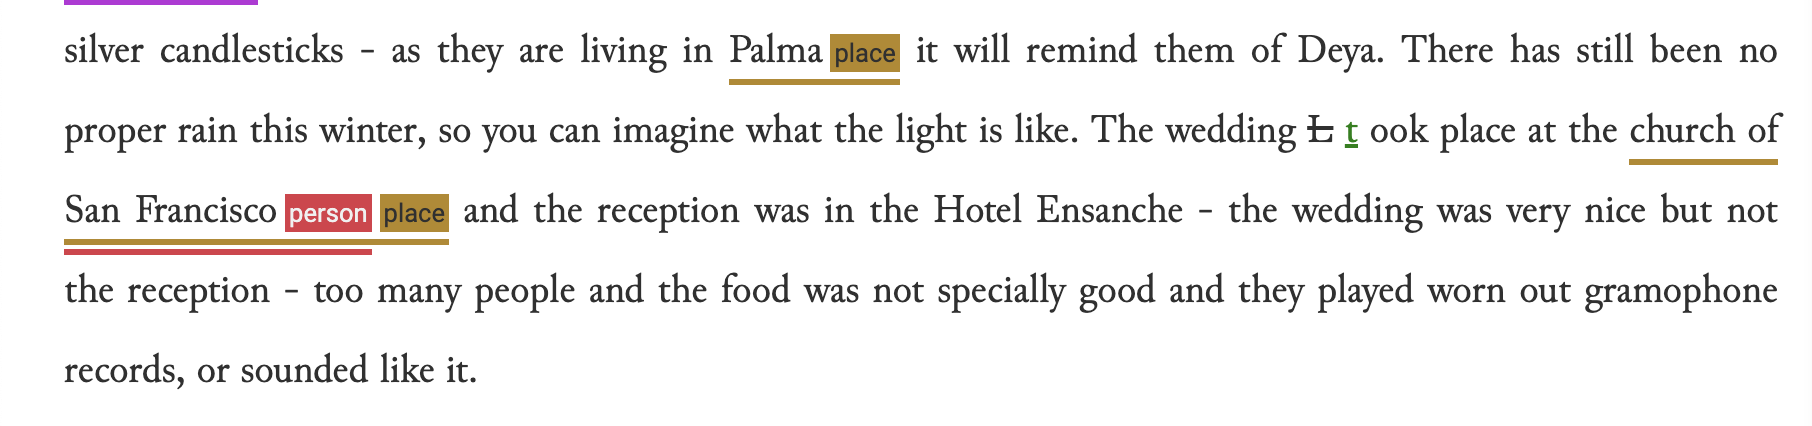 silver candlesticks - as they are living in Palma place it will remind them of Deya. There has still been no
proper rain this winter, so you can imagine what the light is like. The wedding L t ook place at the church of
San Francisco person place and the reception was in the Hotel Ensanche - the wedding was very nice but not
the reception - too many people and the food was not specially good and they played worn out gramophone
records, or sounded like it.